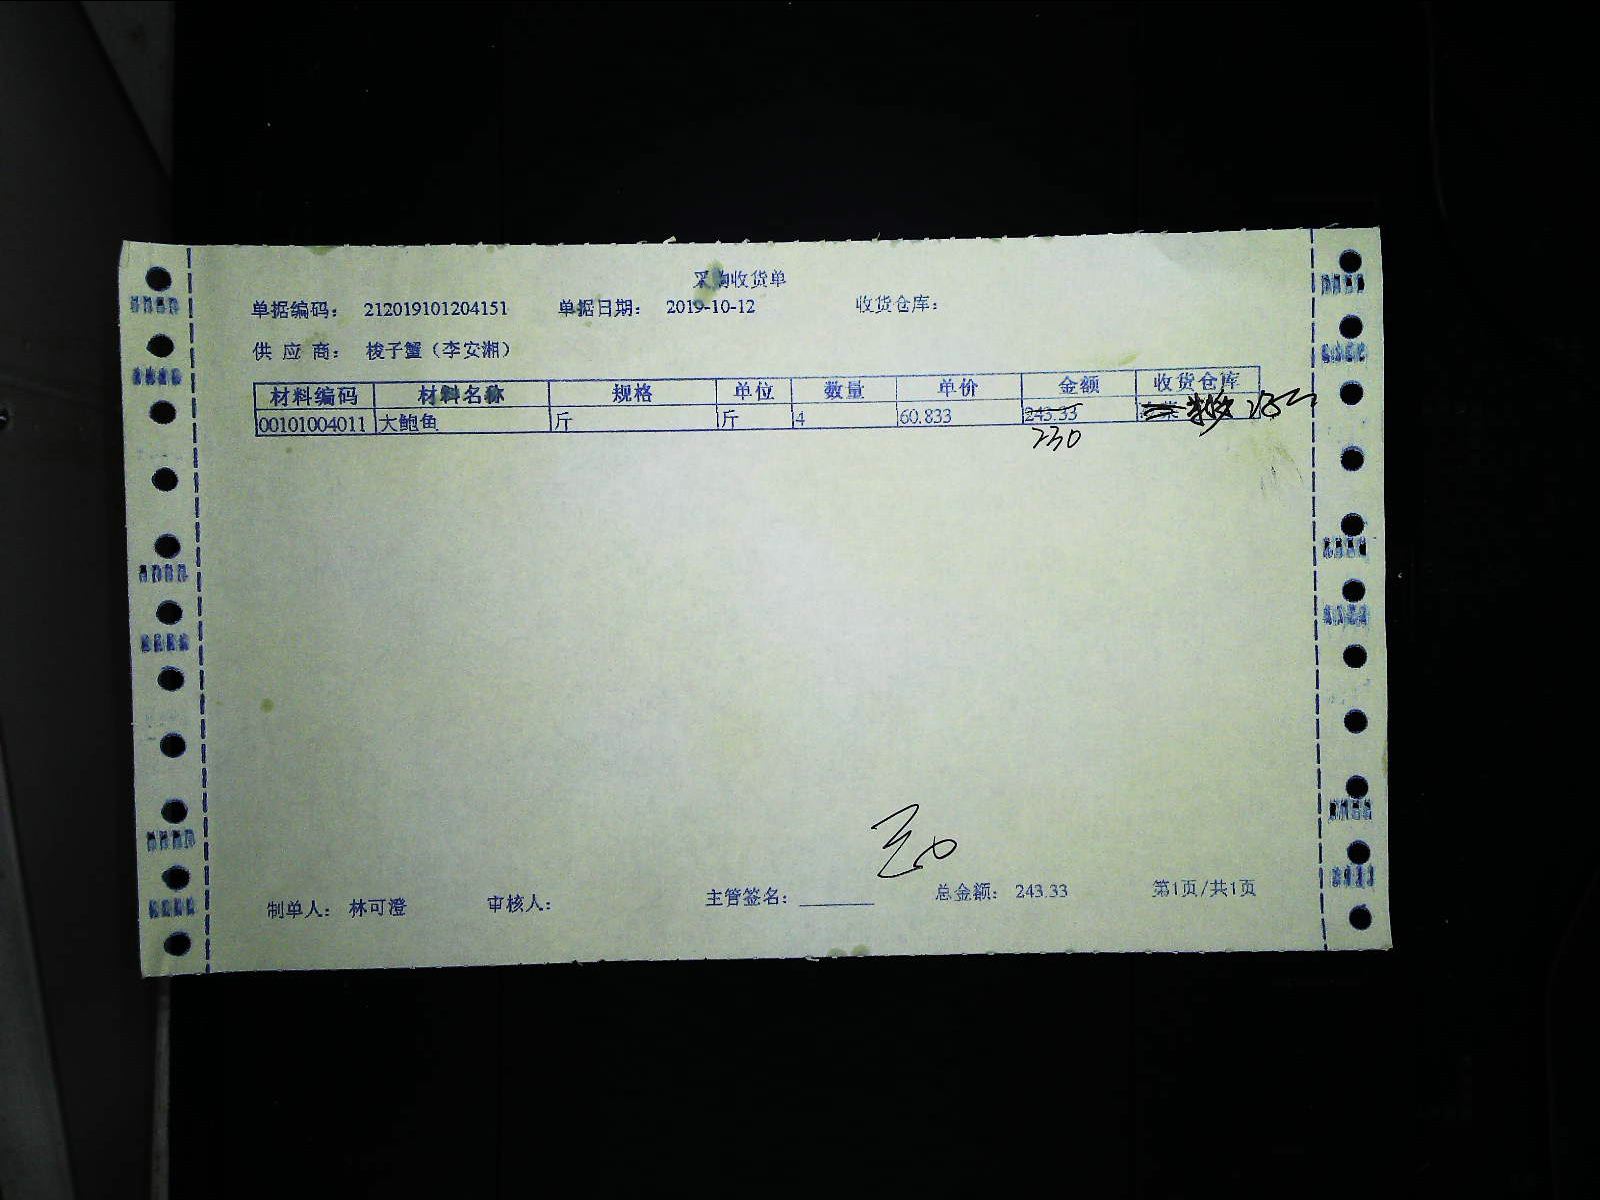 采购收货单
单据编码： 212019101204151 单据日期： 2019-10-12 收货仓库：
供 应 商： 梭子蟹（李安湘）
材料编码 材料名称 规格 单位 数量 单价 金额 收货仓库
00101004011 大鲍鱼 斤 斤 4 60.833 243.33
230
制单人： 林可澄 审核人： 主管签名： 总金额： 243.33 第1页/共1页